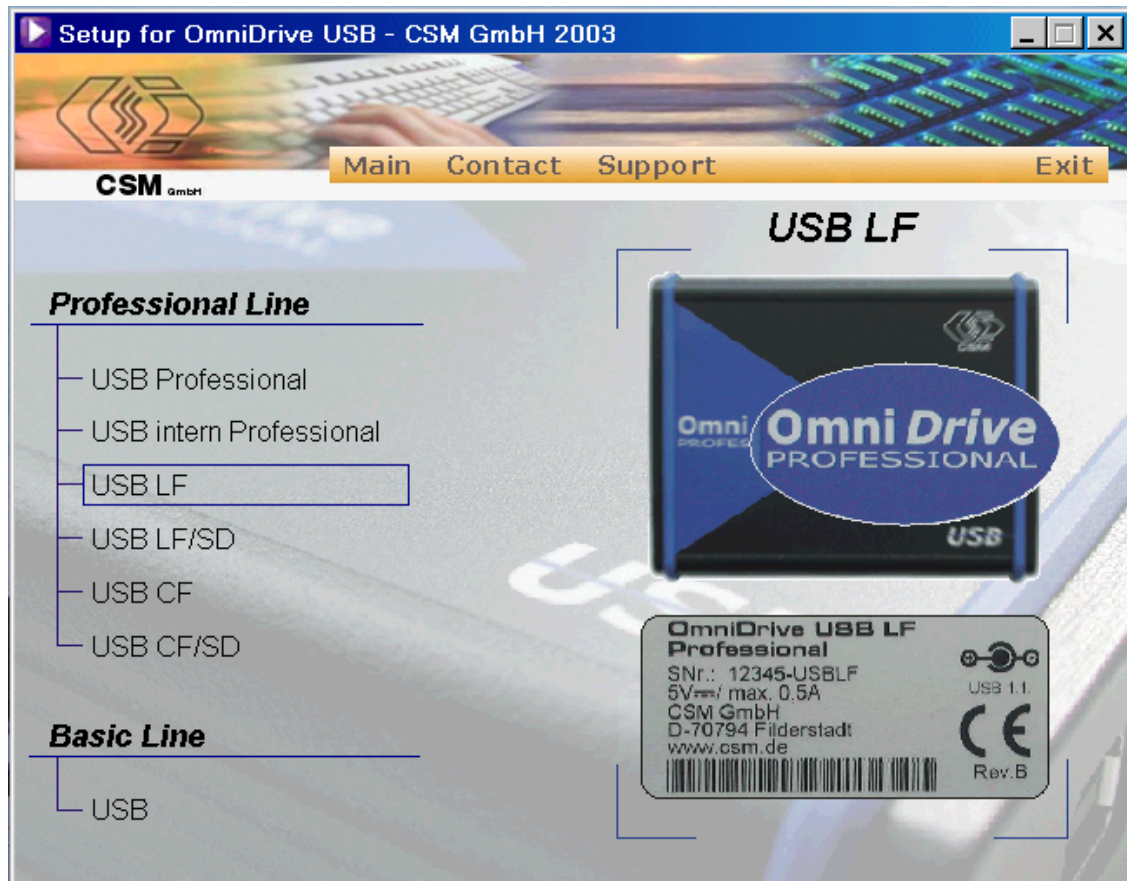 Setup for OmniDrive USB - CSM GmbH 2003
CSM GmbH
Main Contact Support Exit
Professional Line
USB Professional
USB intern Professional
USB LF
USB LF/SD
USB CF
USB CF/SD
Basic Line
USB
USB LF
CSM
Omni
PROFES
Omni Drive
PROFESSIONAL
USB
OmniDrive USB LF
Professional
SNr.: 12345-USBLF
5V / max. 0.5A
CSM GmbH
D-70794 Filderstadt
www.csm.de
USB 1.1.
CE
Rev.B